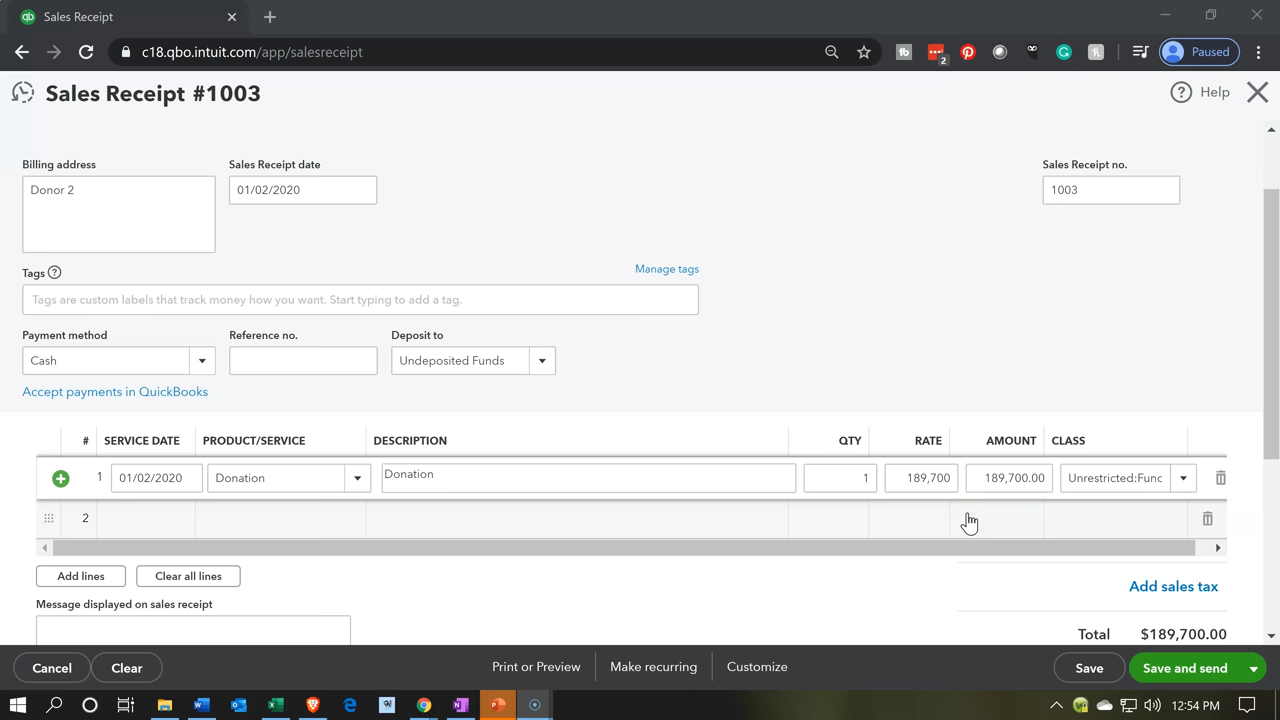 Sales Receipt
c18.qbo.intuit.com/app/salesreceipt
2
Paused
Sales Receipt #1003
Help
Billing address
Sales Receipt date
Sales Receipt no.
Donor 2
01/02/2020
1003
Tags
Manage tags
Tags are custom labels that track money how you want. Start typing to add a tag.
Payment method
Reference no.
Deposit to
Cash
Undeposited Funds
Accept payments in QuickBooks
# SERVICE DATE PRODUCT/SERVICE DESCRIPTION QTY RATE AMOUNT CLASS
1 01/02/2020 Donation Donation 1 189,700 189,700.00 Unrestricted:Func
2
Add lines
Clear all lines
Add sales tax
Message displayed on sales receipt
Total $189,700.00
Cancel
Clear
Print or Preview
Make recurring
Customize
Save
Save and send
12:54 PM